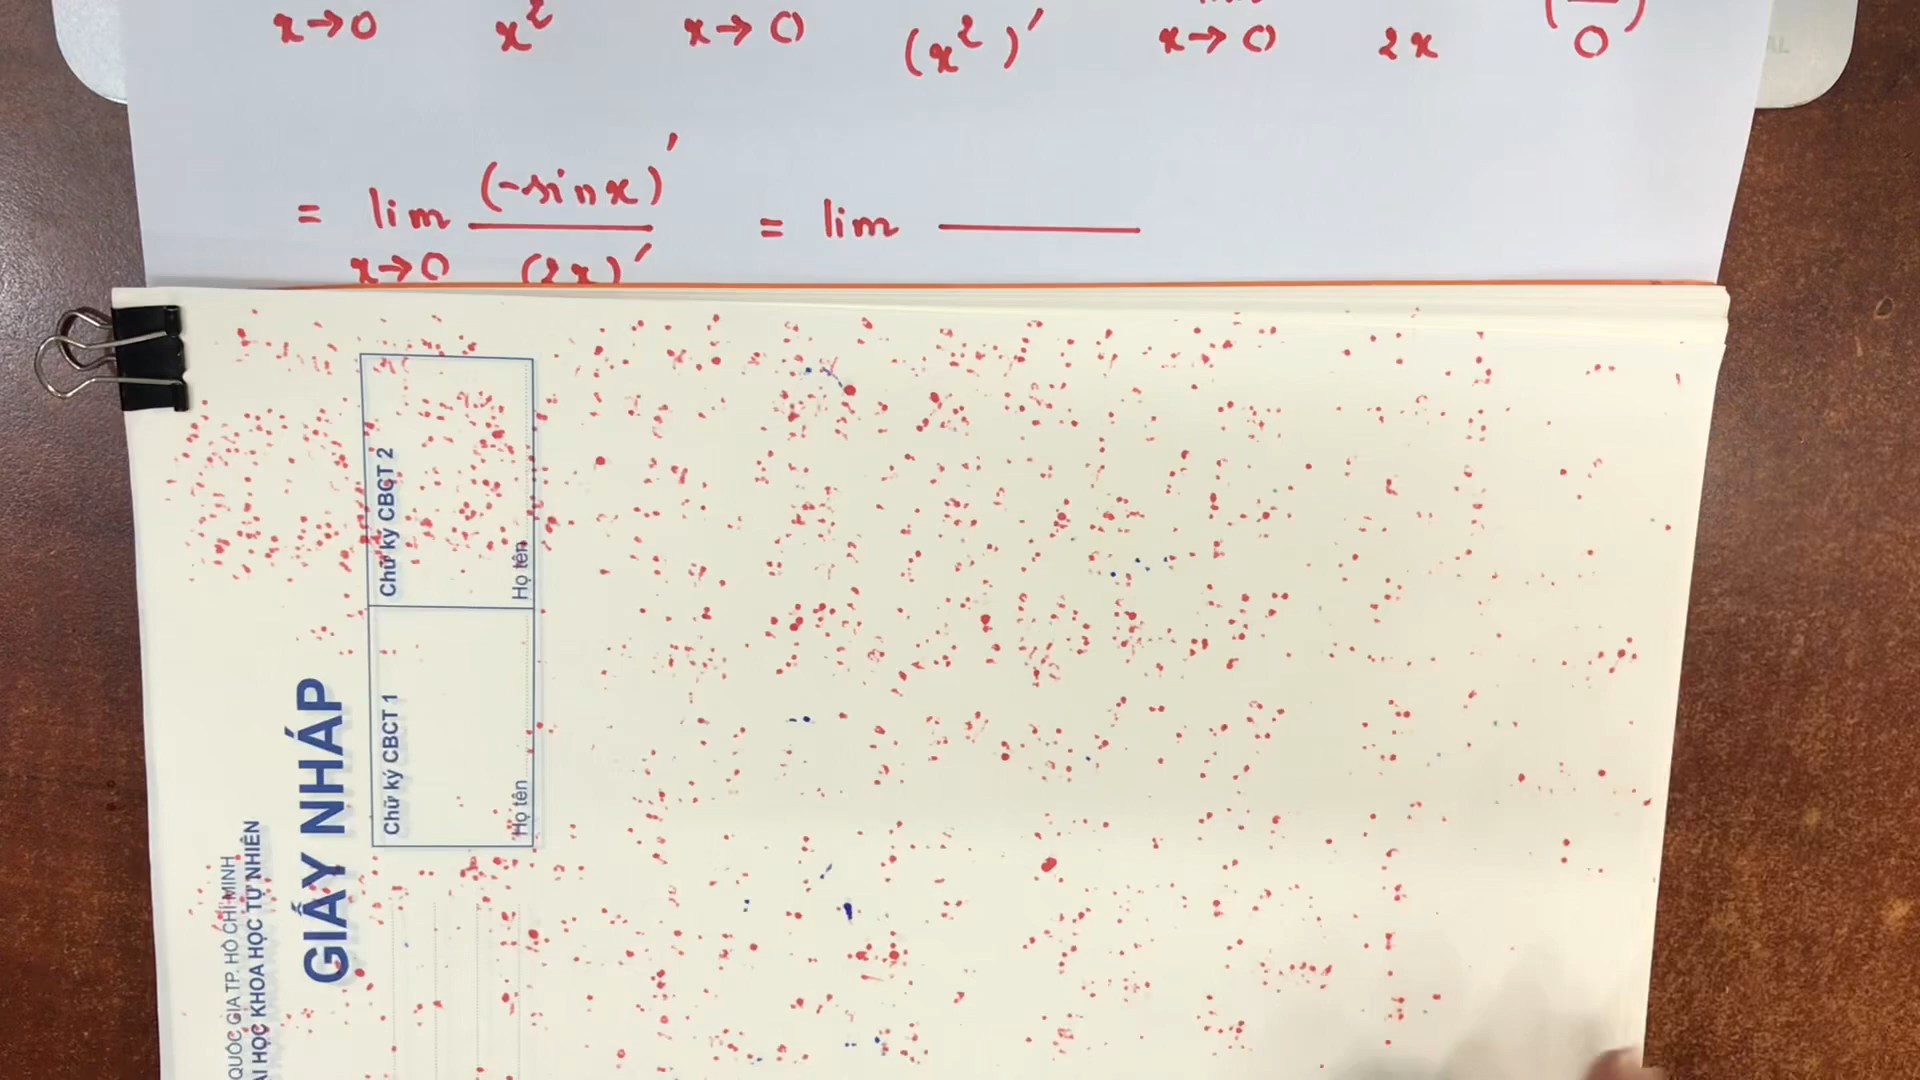 x→0 x² x→0 (x²)′ x→0 2x 0
= lim (-sinx)′ = lim
x→0 (2x)′
Chữ ký CBCT 2
Họ tên
Chữ ký CBCT 1
Họ tên
GIẤY NHÁP
QUỐC GIA TP. HỒ CHÍ MINH
HỌC KHOA HỌC TỰ NHIÊN